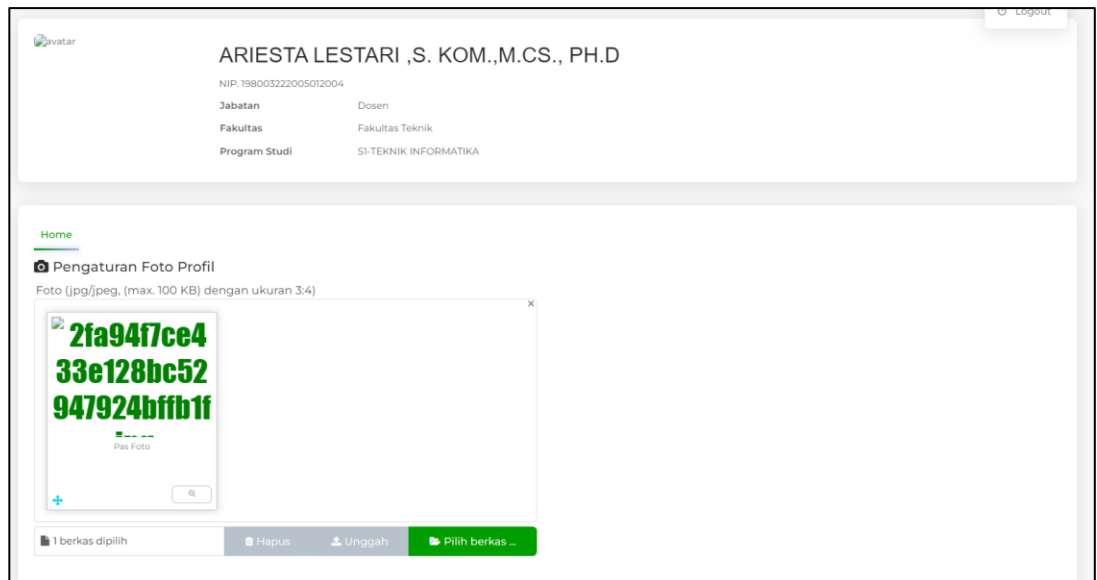 Logout
avatar
ARIESTA LESTARI ,S. KOM.,M.CS., PH.D
NIP. 198003222005012004
Jabatan Dosen
Fakultas Fakultas Teknik
Program Studi S1-TEKNIK INFORMATIKA
Home
Pengaturan Foto Profil
Foto (jpg/jpeg, (max. 100 KB) dengan ukuran 3:4)
2fa94f7ce4
33e128bc52
947924bffb1f
Pas Foto
1 berkas dipilih Hapus Unggah Pilih berkas ...